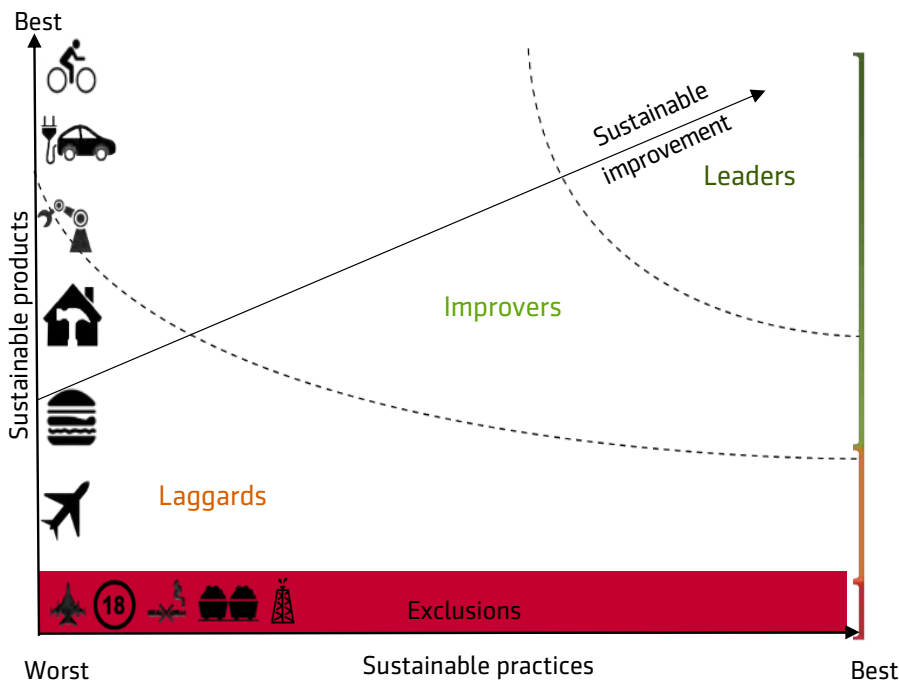 Best
Sustainable
improvement
Leaders
Sustainable products
Improvers
Laggards
18
Exclusions
Worst
Sustainable practices
Best